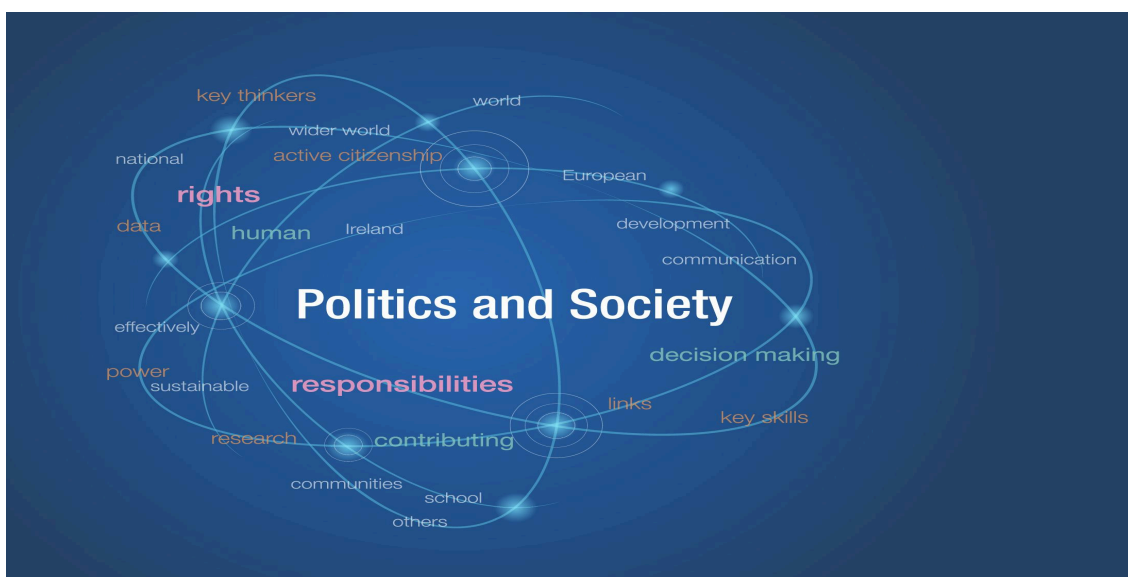 key thinkers
world
wider world
national
active citizenship
European
rights
data
human
Ireland
development
communication
Politics and Society
effectively
decision making
power
sustainable
responsibilities
links
key skills
research
contributing
communities
school
others